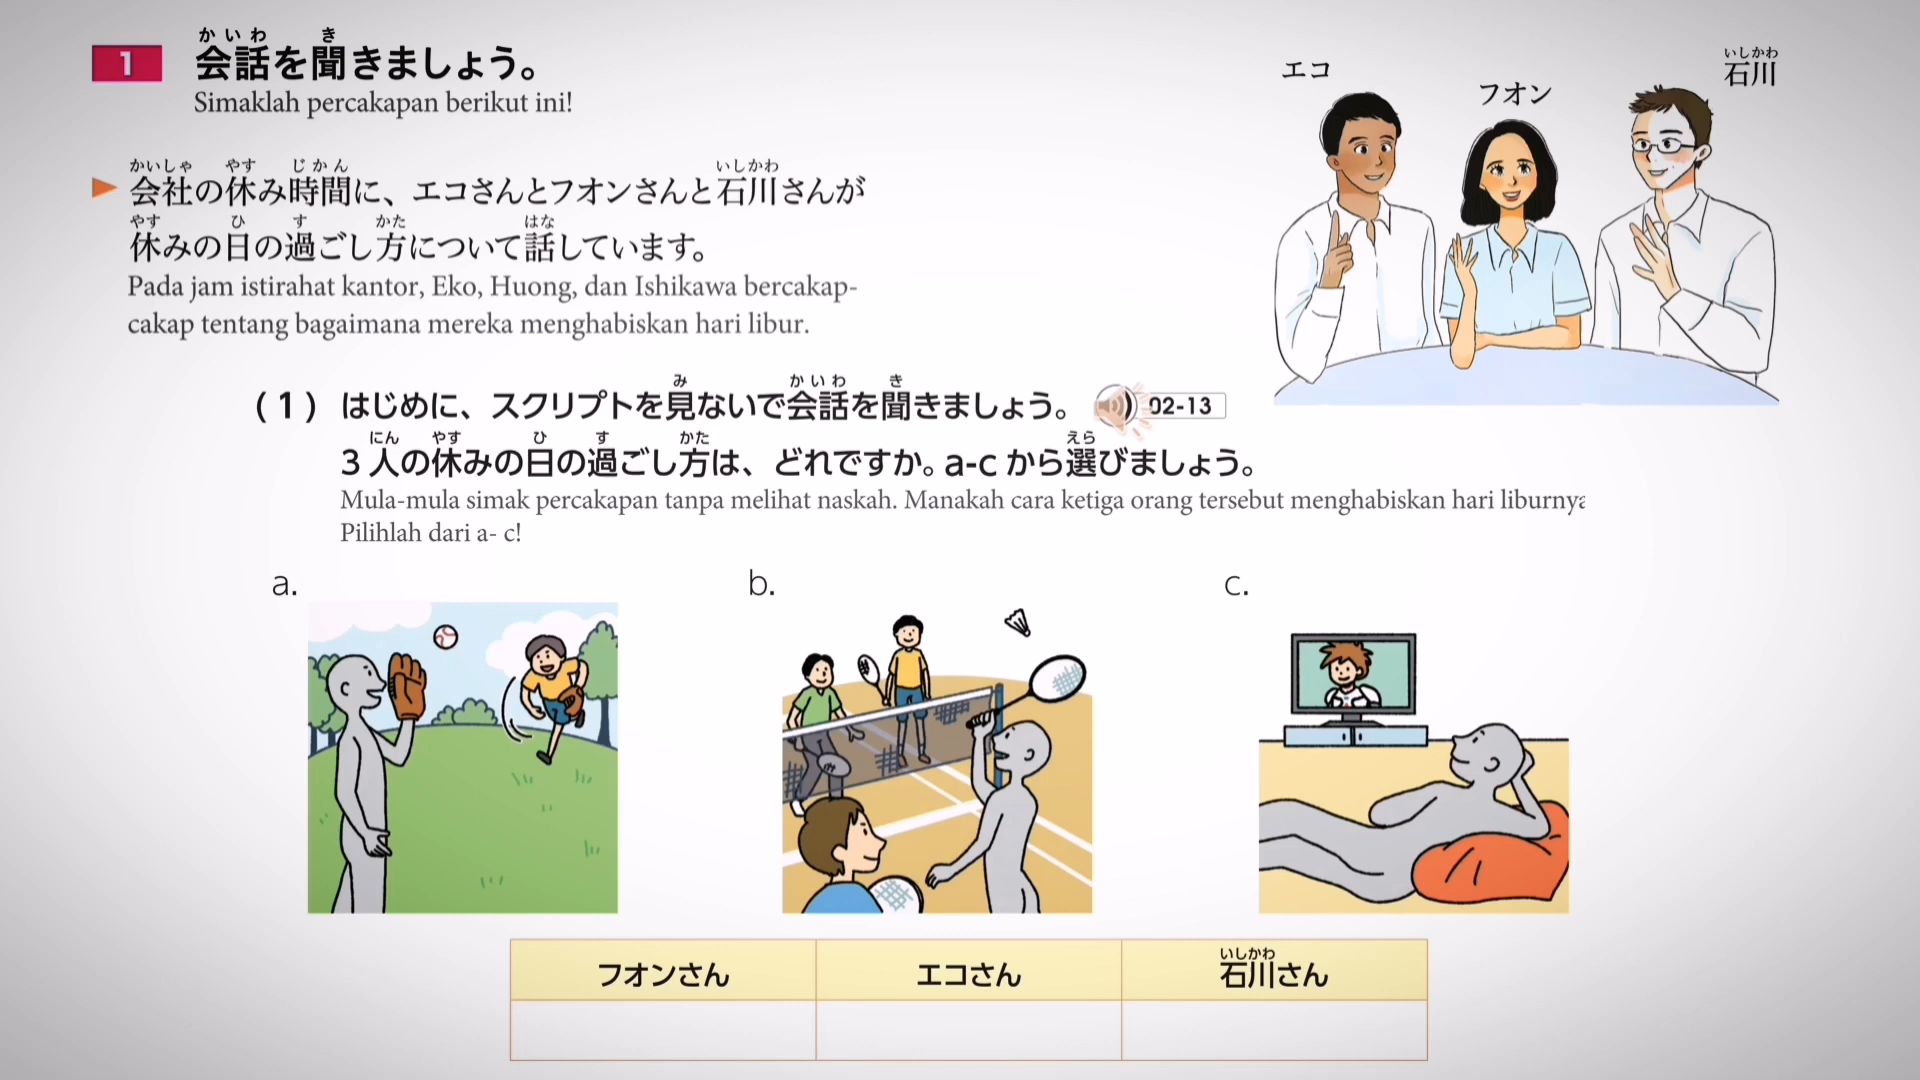 1
かいわ き
会話を聞きましょう。
Simaklah percakapan berikut ini!
エコ
フオン
いしかわ
石川
かいしゃ やす じかん いしかわ
会社の休み時間に、エコさんとフオンさんと石川さんが
やす ひ す かた はな
休みの日の過ごし方について話しています。
Pada jam istirahat kantor, Eko, Huong, dan Ishikawa bercakap-
cakap tentang bagaimana mereka menghabiskan hari libur.
み かいわ き
(1) はじめに、スクリプトを見ないで会話を聞きましょう。 02-13
にん やす ひ す かた えら
3人の休みの日の過ごし方は、どれですか。a-c から選びましょう。
Mula-mula simak percakapan tanpa melihat naskah. Manakah cara ketiga orang tersebut menghabiskan hari liburnya
Pilihlah dari a- c!
a.
b.
c.
フオンさん
エコさん
いしかわ
石川さん